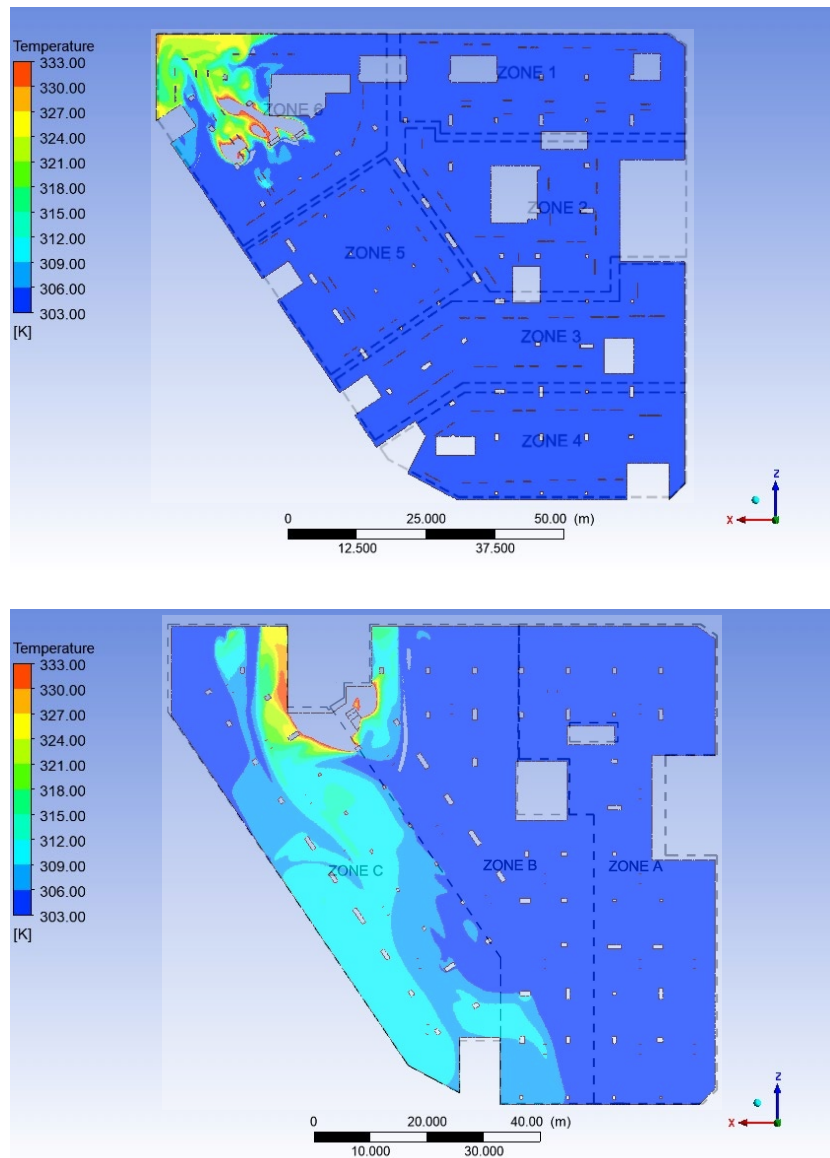 Temperature
333.00
330.00
327.00
324.00
321.00
318.00
315.00
312.00
309.00
306.00
303.00
[K]
ZONE 1
ZONE 6
ZONE 2
ZONE 5
ZONE 3
ZONE 4
Z
X
0 25.000 50.00 (m)
12.500 37.500
Temperature
333.00
330.00
327.00
324.00
321.00
318.00
315.00
312.00
309.00
306.00
303.00
[K]
ZONE C ZONE B ZONE A
Z
X
0 20.000 40.00 (m)
10.000 30.000